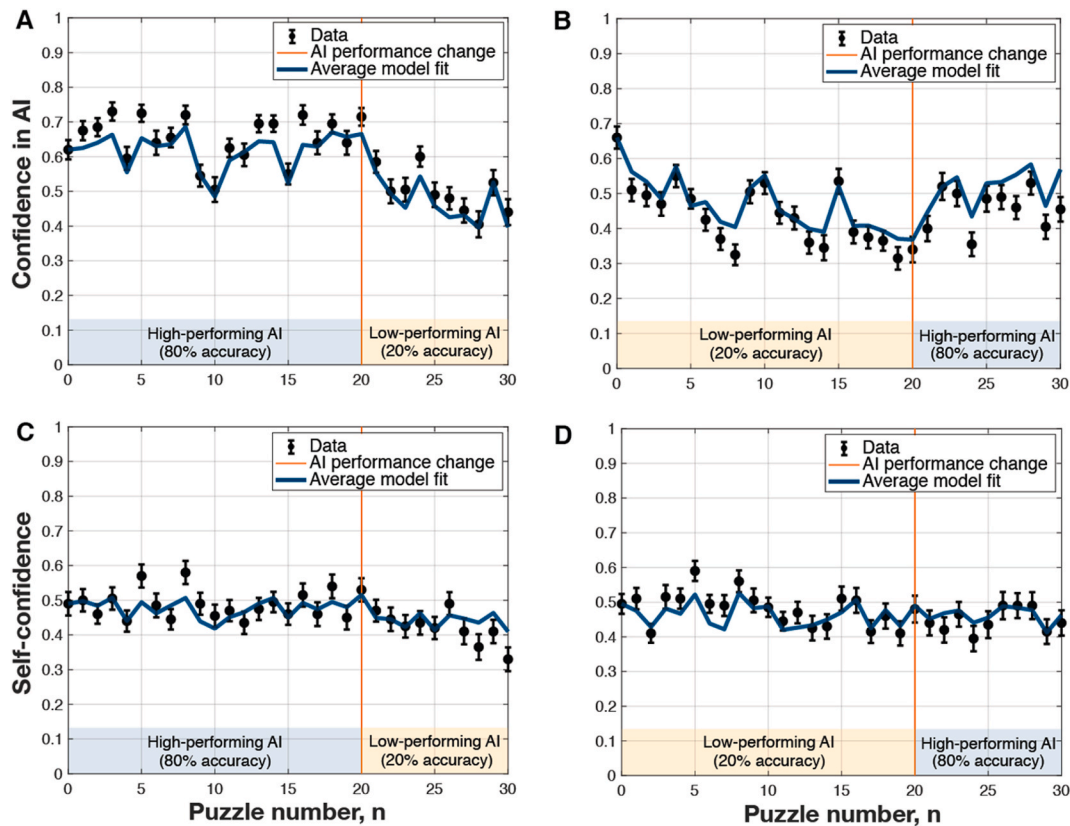 A
Data
AI performance change
Average model fit
Confidence in AI
1
0.9
0.8
0.7
0.6
0.5
0.4
0.3
0.2
0.1
0
High-performing AI
(80% accuracy)
Low-performing AI
(20% accuracy)
0 5 10 15 20 25 30
B
Data
AI performance change
Average model fit
1
0.9
0.8
0.7
0.6
0.5
0.4
0.3
0.2
0.1
0
Low-performing AI
(20% accuracy)
High-performing AI
(80% accuracy)
0 5 10 15 20 25 30
C
Data
AI performance change
Average model fit
Self-confidence
1
0.9
0.8
0.7
0.6
0.5
0.4
0.3
0.2
0.1
0
High-performing AI
(80% accuracy)
Low-performing AI
(20% accuracy)
0 5 10 15 20 25 30
Puzzle number, n
D
Data
AI performance change
Average model fit
1
0.9
0.8
0.7
0.6
0.5
0.4
0.3
0.2
0.1
0
Low-performing AI
(20% accuracy)
High-performing AI
(80% accuracy)
0 5 10 15 20 25 30
Puzzle number, n